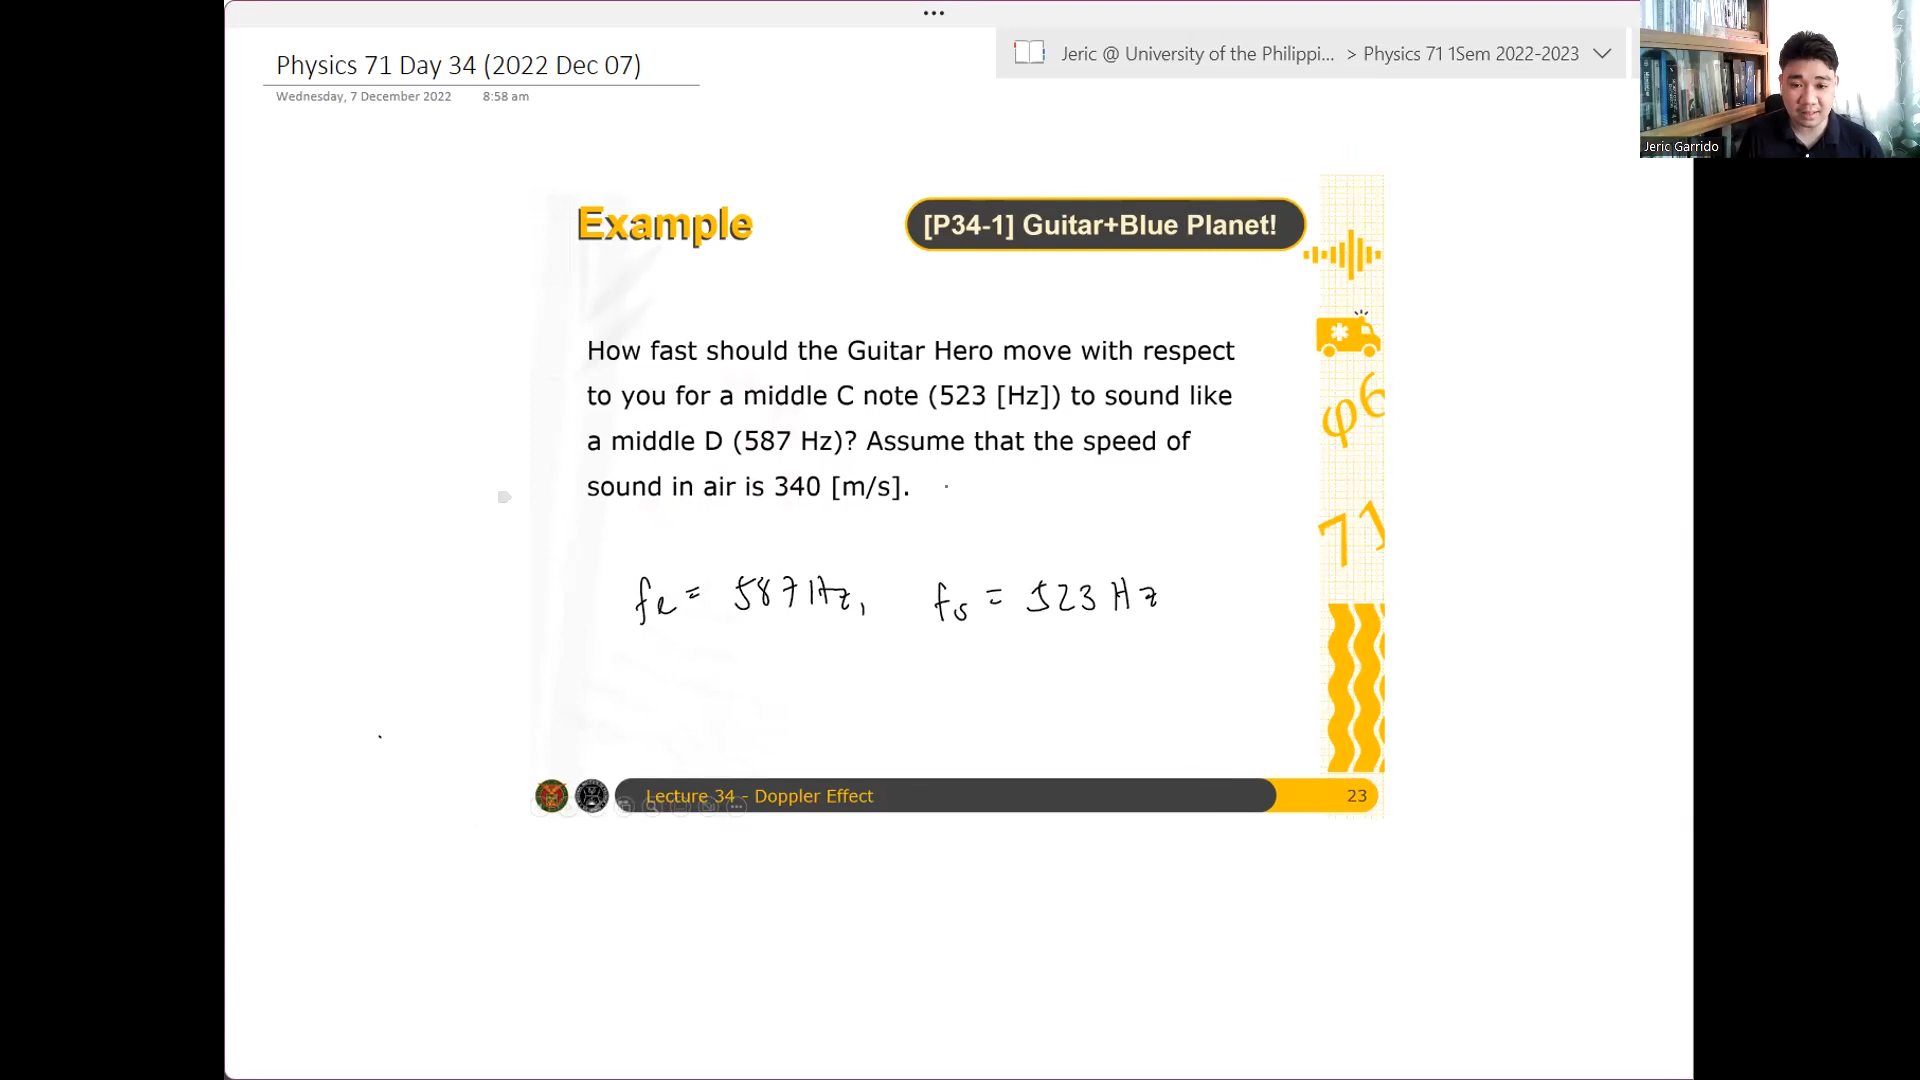 Physics 71 Day 34 (2022 Dec 07)
Wednesday, 7 December 2022 8:58 am
Jeric @ University of the Philippi... > Physics 71 1Sem 2022-2023
Jeric Garrido
Example
[P34-1] Guitar+Blue Planet!
How fast should the Guitar Hero move with respect
to you for a middle C note (523 [Hz]) to sound like
a middle D (587 Hz)? Assume that the speed of
sound in air is 340 [m/s].
fR = 587 Hz, fs = 523 Hz
φ6
71
Lecture 34 - Doppler Effect
23